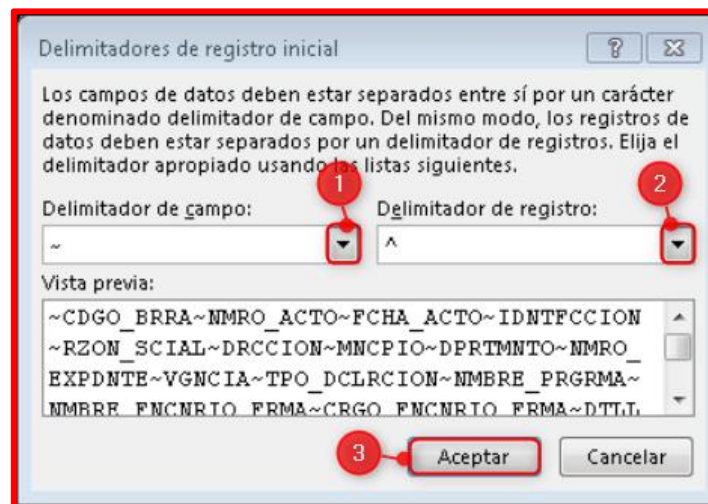 Delimitadores de registro inicial
Los campos de datos deben estar separados entre sí por un carácter
denominado delimitador de campo. Del mismo modo, los registros de
datos deben estar separados por un delimitador de registros. Elija el
delimitador apropiado usando las listas siguientes.
1
2
Delimitador de campo:
Delimitador de registro:
~
^
Vista previa:
~CDGO_BRRA~NMRO_ACTO~FCHA_ACTO~IDNTFCCION
~RZON_SCIAL~DRCCION~MNCPIO~DPRTMNTO~NMRO_
EXPDNTE~VGNCIA~TPO_DCLRCION~NMBRE_PRGRMA~
NMBRE_FNCNRIO_FRMA~CRGO_FNCNRIO_FRMA~DTLL
3
Aceptar
Cancelar